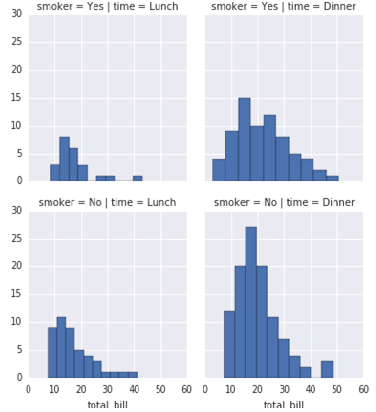 smoker = Yes | time = Lunch
smoker = Yes | time = Dinner
30
25
20
15
10
5
0
smoker = No | time = Lunch
smoker = No | time = Dinner
30
25
20
15
10
5
0
0 10 20 30 40 50 60
0 10 20 30 40 50 60
total_bill
total_bill